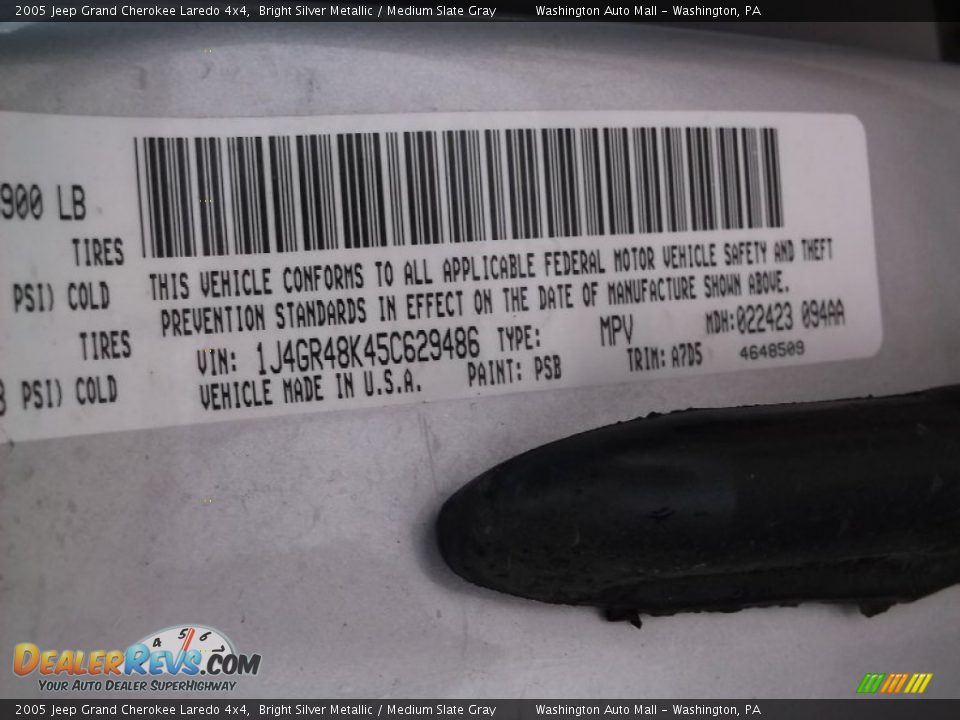 2005 Jeep Grand Cherokee Laredo 4x4, Bright Silver Metallic / Medium Slate Gray Washington Auto Mall - Washington, PA
900 LB
TIRES
PSI) COLD
TIRES
PSI) COLD
THIS VEHICLE CONFORMS TO ALL APPLICABLE FEDERAL MOTOR VEHICLE SAFETY AND THEFT
PREVENTION STANDARDS IN EFFECT ON THE DATE OF MANUFACTURE SHOWN ABOVE.
VIN: 1J4GR48K45C629486 TYPE: MPV MDH:022423 094AA
VEHICLE MADE IN U.S.A. PAINT: PSB TRIM: A7D5 4648509
4 5 6
DEALERREVS.COM
YOUR AUTO DEALER SUPERHIGHWAY
2005 Jeep Grand Cherokee Laredo 4x4, Bright Silver Metallic / Medium Slate Gray Washington Auto Mall - Washington, PA